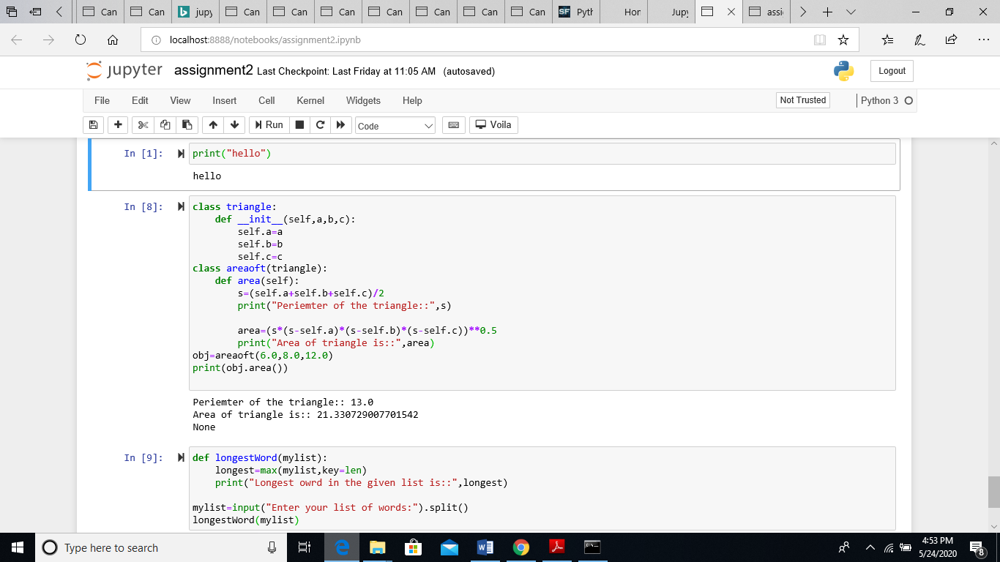 Can Can jupy Can Can Can Can Can Can Can Pyth Hor Jupy assi
localhost:8888/notebooks/assignment2.ipynb
jupyter assignment2 Last Checkpoint: Last Friday at 11:05 AM (autosaved)
Logout
File Edit View Insert Cell Kernel Widgets Help
Not Trusted
Python 3
Run
Code
Voila
In [1]: print("hello")
hello
In [8]: class triangle:
    def __init__(self,a,b,c):
        self.a=a
        self.b=b
        self.c=c
class areaoft(triangle):
    def area(self):
        s=(self.a+self.b+self.c)/2
        print("Periemter of the triangle::",s)

        area=(s*(s-self.a)*(s-self.b)*(s-self.c))**0.5
        print("Area of triangle is::",area)
obj=areaoft(6.0,8.0,12.0)
print(obj.area())
Periemter of the triangle:: 13.0
Area of triangle is:: 21.330729007701542
None
In [9]: def longestWord(mylist):
    longest=max(mylist,key=len)
    print("Longest owrd in the given list is::",longest)

mylist=input("Enter your list of words:").split()
longestWord(mylist)
Type here to search
4:53 PM
5/24/2020
8